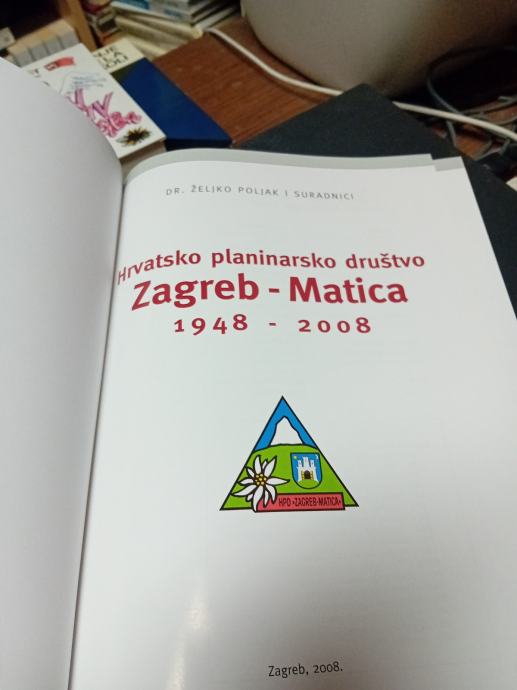 DR. ŽELJKO POLJAK I SURADNICI
Hrvatsko planinarsko društvo
Zagreb - Matica
1948 - 2008
HPD »ZAGREB-MATICA«
Zagreb, 2008.